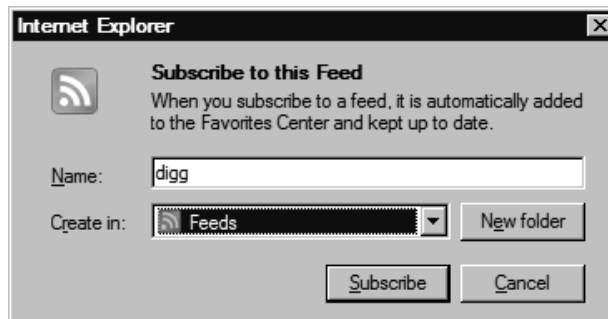 Internet Explorer
Subscribe to this Feed
When you subscribe to a feed, it is automatically added
to the Favorites Center and kept up to date.
Name: digg
Create in: Feeds New folder
Subscribe Cancel